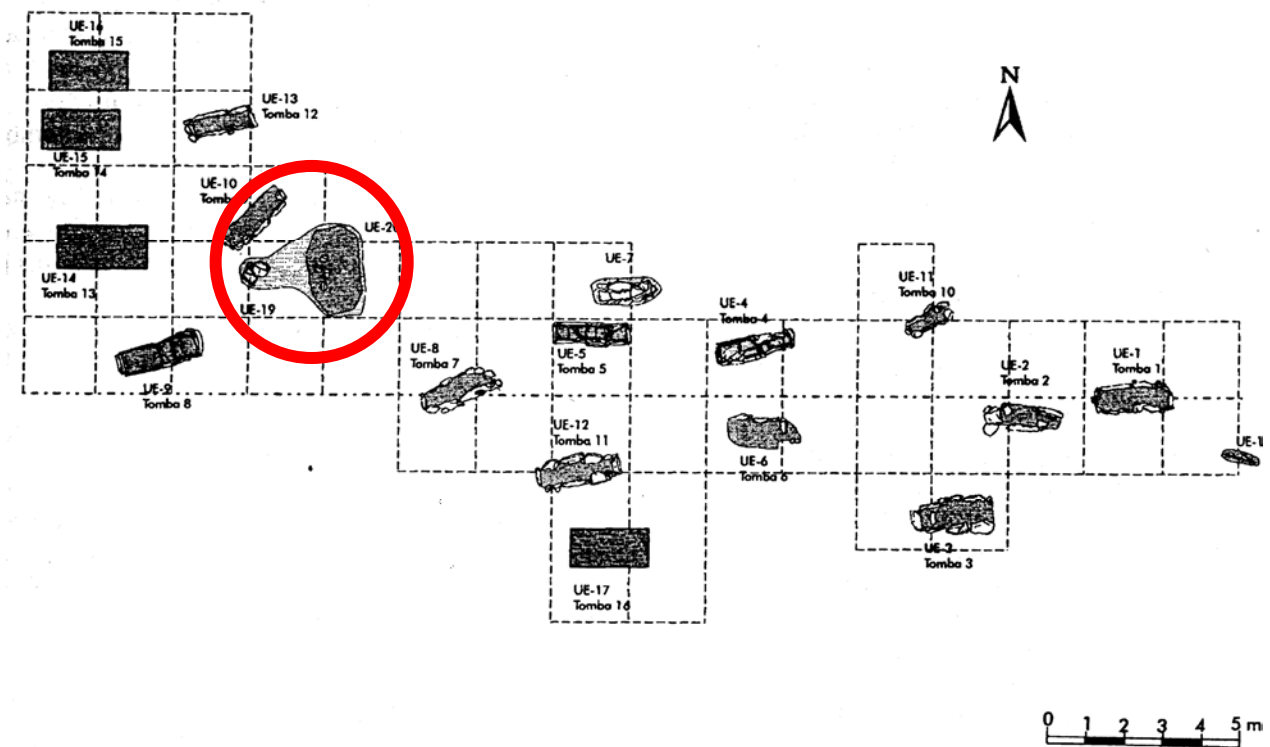 UE-16
Tomba 15
UE-13
Tomba 12
UE-15
Tomba 14
UE-10
UE-14
Tomba 13
UE-19
UE-9
Tomba 8
UE-8
Tomba 7
UE-7
UE-5
Tomba 5
UE-4
Tomba 4
UE-12
Tomba 11
UE-6
Tomba 6
UE-17
Tomba 16
UE-11
Tomba 10
UE-2
Tomba 2
UE-1
Tomba 1
UE-3
Tomba 3
N
0 1 2 3 4 5 m